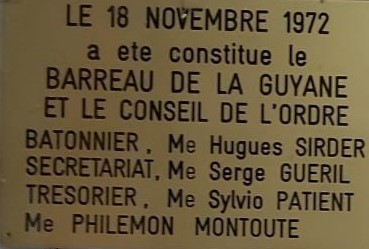 LE 18 NOVEMBRE 1972
a ete constitue le
BARREAU DE LA GUYANE
ET LE CONSEIL DE L'ORDRE
BATONNIER, Me Hugues SIRDER
SECRETARIAT, Me Serge GUERIL
TRESORIER, Me Sylvio PATIENT
Me PHILEMON MONTOUTE